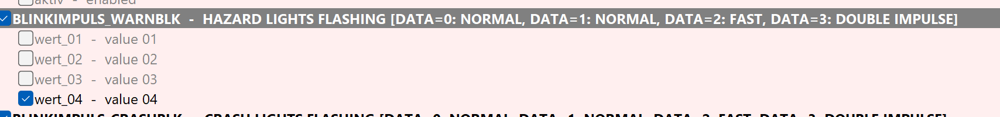 aktiv - enabled
BLINKIMPULS_WARNBLK - HAZARD LIGHTS FLASHING [DATA=0: NORMAL, DATA=1: NORMAL, DATA=2: FAST, DATA=3: DOUBLE IMPULSE]
wert_01 - value 01
wert_02 - value 02
wert_03 - value 03
wert_04 - value 04
BLINKIMPULS_CRASHBLK - CRASH LIGHTS FLASHING [DATA=0: NORMAL, DATA=1: NORMAL, DATA=2: FAST, DATA=3: DOUBLE IMPULSE]